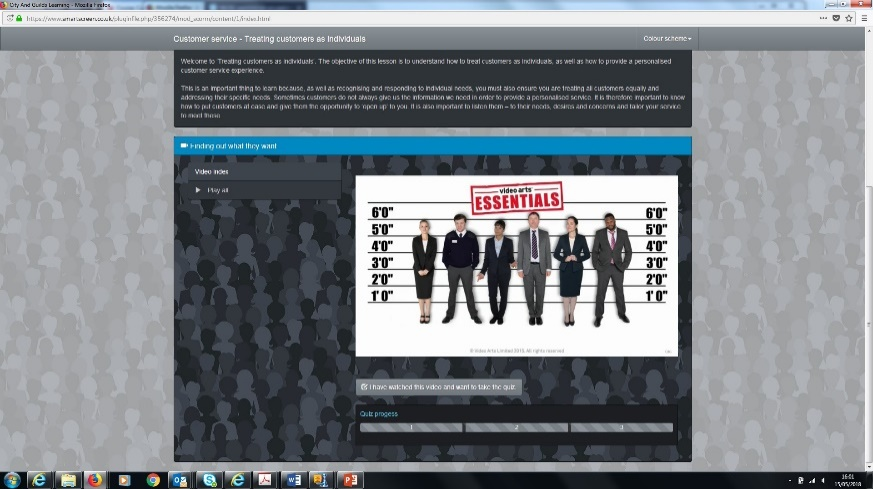 City And Guilds Learning - Mozilla Firefox
https://www.smartscreen.co.uk/pluginfile.php/356274/mod_acorn/content/1/index.html
Customer service - Treating customers as individuals
Colour scheme
Welcome to 'Treating customers as individuals'. The objective of this lesson is to understand how to treat customers as individuals, as well as how to provide a personalised
customer service experience.
This is an important thing to learn because, as well as recognising and responding to individual needs, you must also ensure you are treating all customers equally and
addressing their specific needs. Sometimes customers do not always give us the information we need in order to provide a personalised service. It is therefore important to know
how to put customers at ease and give them the opportunity to 'open up' to you. It is also important to listen them – to their needs, desires and concerns and tailor your service
to meet these.
Finding out what they want
Video index
Play all
video arts
ESSENTIALS
6'0" 6'0"
5'0" 5'0"
4'0" 4'0"
3'0" 3'0"
2'0" 2'0"
1'0" 1'0"
© Video Arts Limited 2015. All rights reserved
I have watched this video and want to take the quiz.
Quiz progess
1 2 3
16:01
15/05/2018